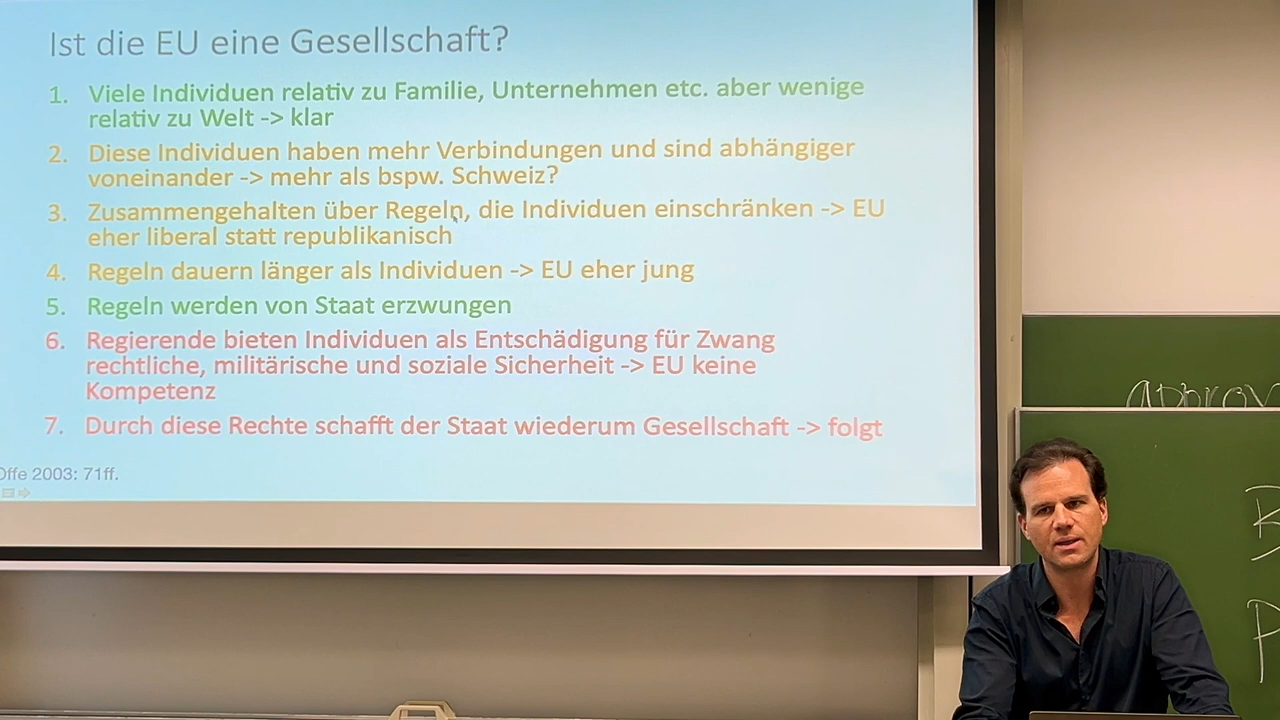 Ist die EU eine Gesellschaft?
1. Viele Individuen relativ zu Familie, Unternehmen etc. aber wenige
relativ zu Welt -> klar
2. Diese Individuen haben mehr Verbindungen und sind abhängiger
voneinander -> mehr als bspw. Schweiz?
3. Zusammengehalten über Regeln, die Individuen einschränken -> EU
eher liberal statt republikanisch
4. Regeln dauern länger als Individuen -> EU eher jung
5. Regeln werden von Staat erzwungen
6. Regierende bieten Individuen als Entschädigung für Zwang
rechtliche, militärische und soziale Sicherheit -> EU keine
Kompetenz
7. Durch diese Rechte schafft der Staat wiederum Gesellschaft -> folgt
Offe 2003: 71ff.
approv
B
P